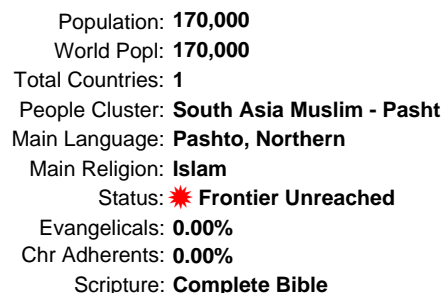 Population: 170,000
World Popl: 170,000
Total Countries: 1
People Cluster: South Asia Muslim - Pasht
Main Language: Pashto, Northern
Main Religion: Islam
Status: Frontier Unreached
Evangelicals: 0.00%
Chr Adherents: 0.00%
Scripture: Complete Bible